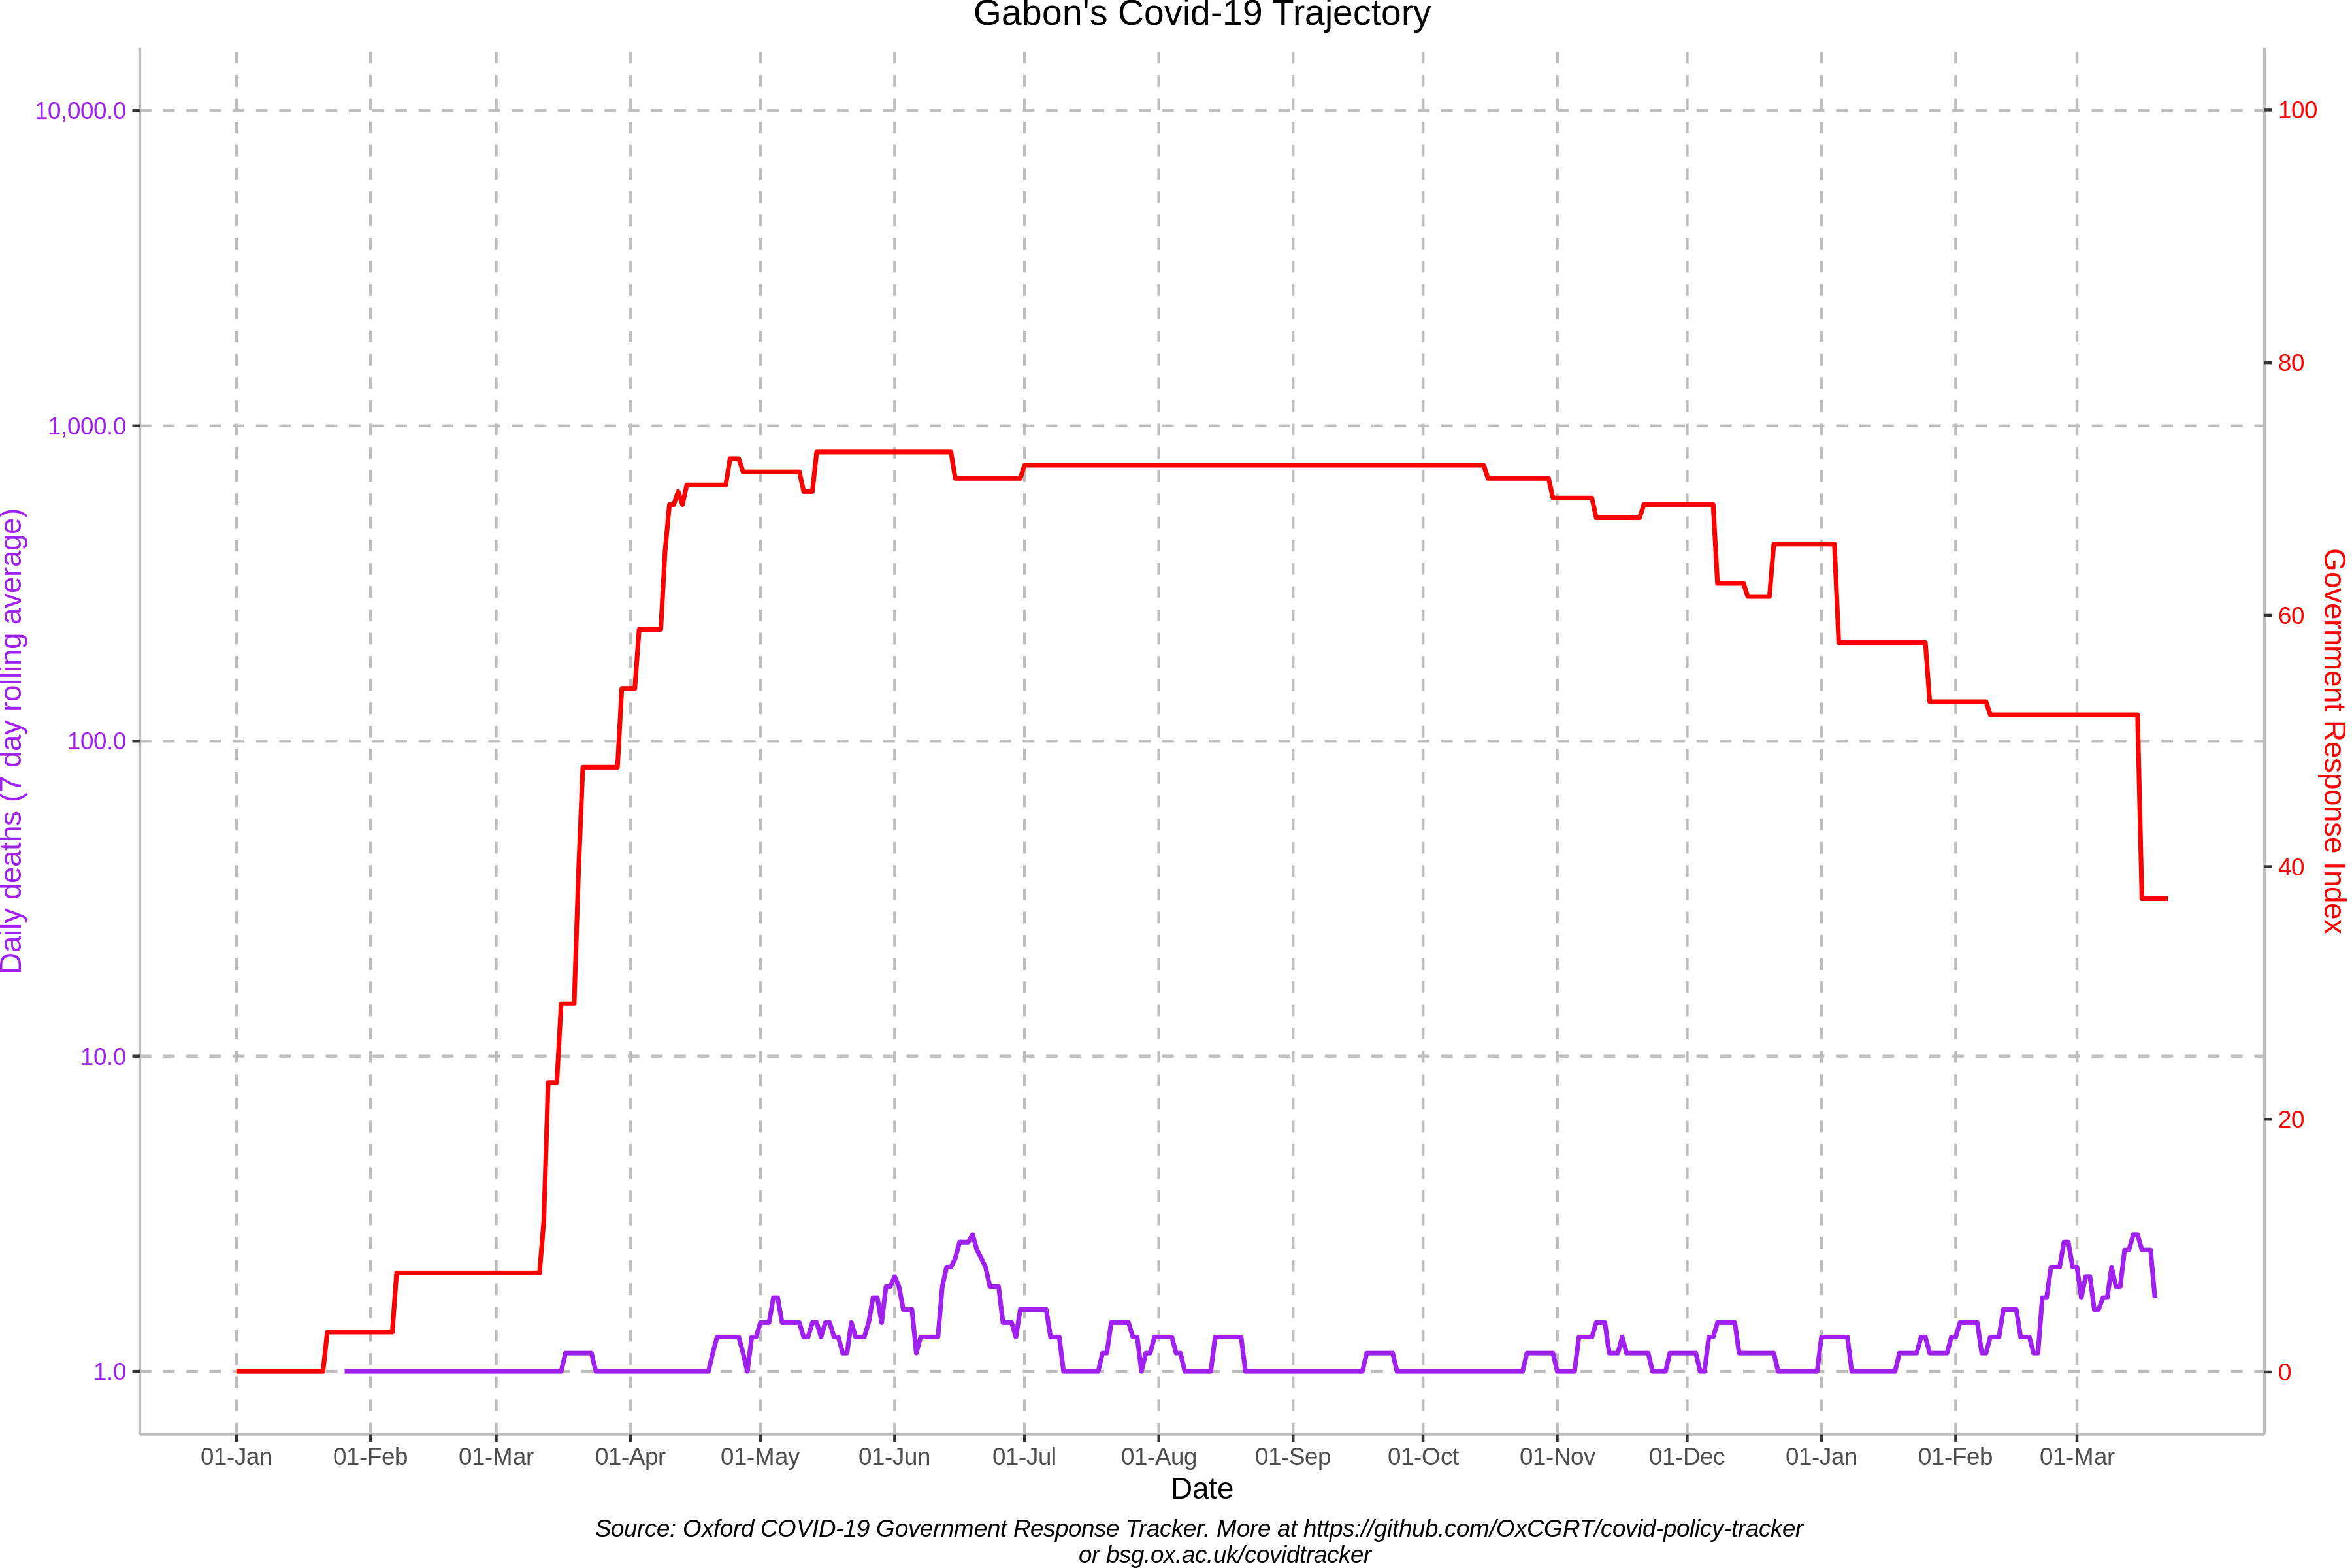 Gabon's Covid-19 Trajectory
10,000.0
1,000.0
100.0
10.0
1.0
Daily deaths (7 day rolling average)
100
80
60
40
20
0
Government Response Index
01-Jan 01-Feb 01-Mar 01-Apr 01-May 01-Jun 01-Jul 01-Aug 01-Sep 01-Oct 01-Nov 01-Dec 01-Jan 01-Feb 01-Mar
Date
Source: Oxford COVID-19 Government Response Tracker. More at https://github.com/OxCGRT/covid-policy-tracker
or bsg.ox.ac.uk/covidtracker